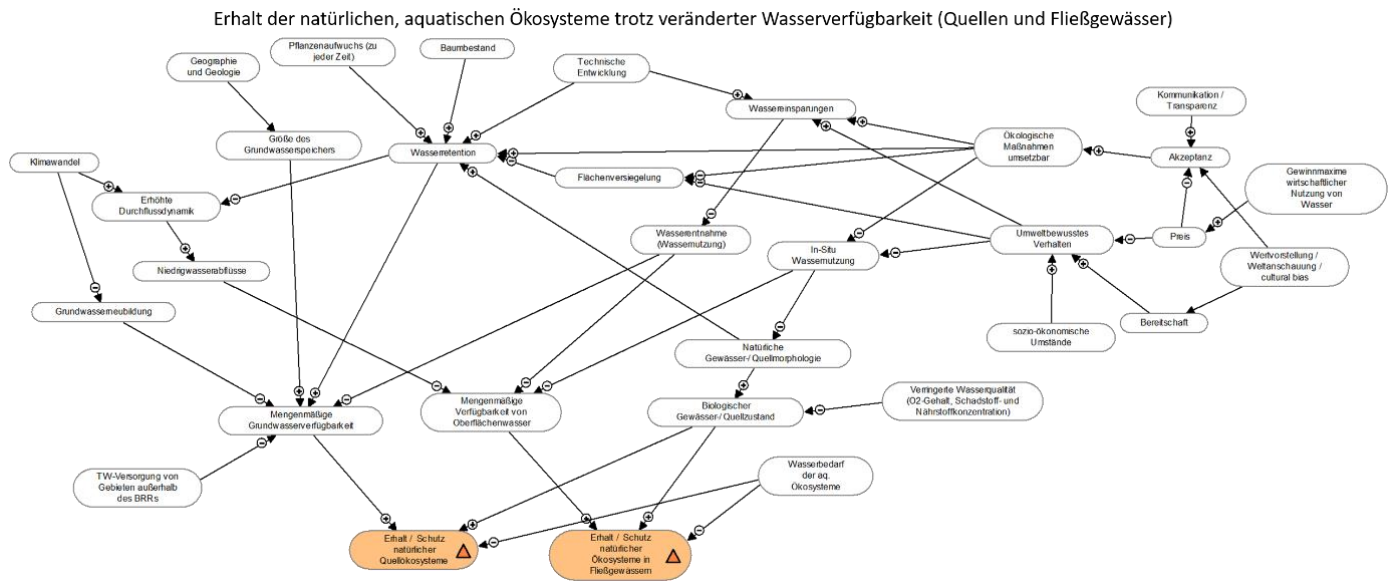 Erhalt der natürlichen, aquatischen Ökosysteme trotz veränderter Wasserverfügbarkeit (Quellen und Fließgewässer)
Pflanzenaufwuchs (zu
jeder Zeit)
Baumbestand
Geographie
und Geologie
Technische
Entwicklung
Wassereinsparungen
Kommunikation /
Transparenz
Größe des
Grundwasserspeichers
Wasserretention
Ökologische
Maßnahmen
umsetzbar
Akzeptanz
Klimawandel
Flächenversiegelung
Gewinnmaxime
wirtschaftlicher
Nutzung von
Wasser
Erhöhte
Durchflussdynamik
Wasserentnahme
(Wassernutzung)
In-Situ
Wassernutzung
Umweltbewusstes
Verhalten
Preis
Niedrigwasserabflüsse
Wertvorstellung /
Weltanschauung /
cultural bias
Grundwasserneubildung
sozio-ökonomische
Umstände
Bereitschaft
Natürliche
Gewässer-/ Quellmorphologie
Mengenmäßige
Grundwasserverfügbarkeit
Mengenmäßige
Verfügbarkeit von
Oberflächenwasser
Biologischer
Gewässer-/ Quellzustand
Verringerte Wasserqualität
(O2-Gehalt, Schadstoff- und
Nährstoffkonzentration)
TW-Versorgung von
Gebieten außerhalb
des BRRs
Wasserbedarf
der aq.
Ökosysteme
Erhalt / Schutz
natürlicher
Quellökosysteme
Erhalt / Schutz
natürlicher
Ökosysteme in
Fließgewässern